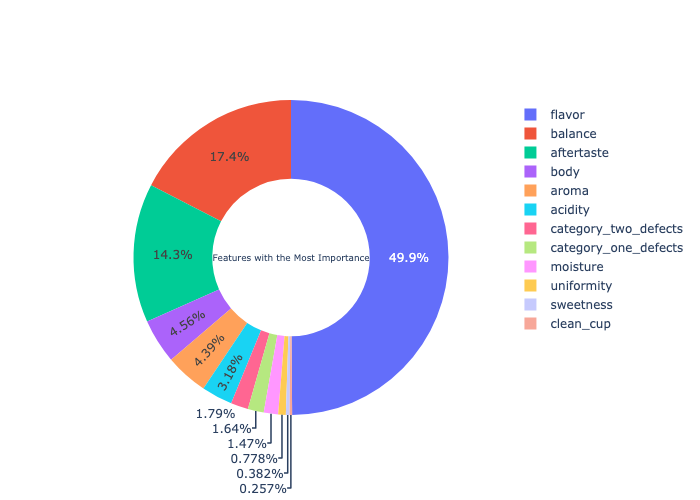 flavor
balance
aftertaste
body
aroma
acidity
category_two_defects
category_one_defects
moisture
uniformity
sweetness
clean_cup
17.4%
14.3%
Features with the Most Importance
49.9%
4.56%
4.39%
3.18%
1.79%
1.64%
1.47%
0.778%
0.382%
0.257%